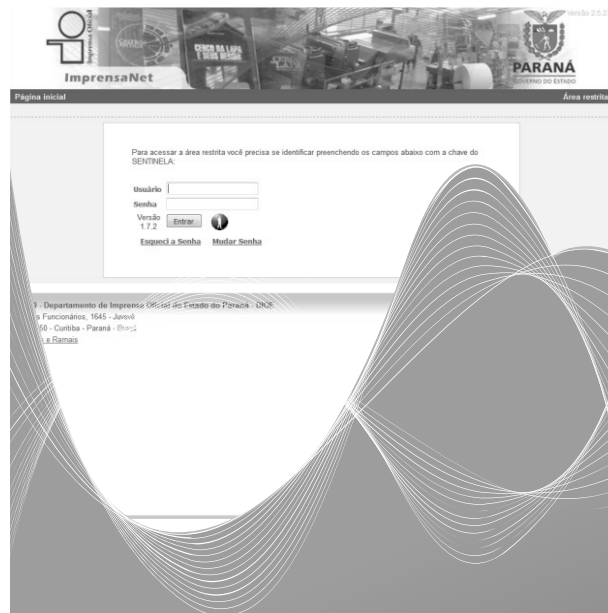 Versão 2.5.2
Imprensa Oficial
CERCO DA LAPA
E SEUS
ImprensaNet
PARANÁ
GOVERNO DO ESTADO
Página inicial
Área restrita
Para acessar a área restrita você precisa se identificar preenchendo os campos abaixo com a chave do
SENTINELA:
Usuário
Senha
Versão
1.7.2
Entrar
Esqueci a Senha Mudar Senha
- Departamento de Imprensa Oficial do Estado do Paraná - DIOE
Funcionários, 1645 - Juvevê
50 - Curitiba - Paraná - Brasil
e Ramais